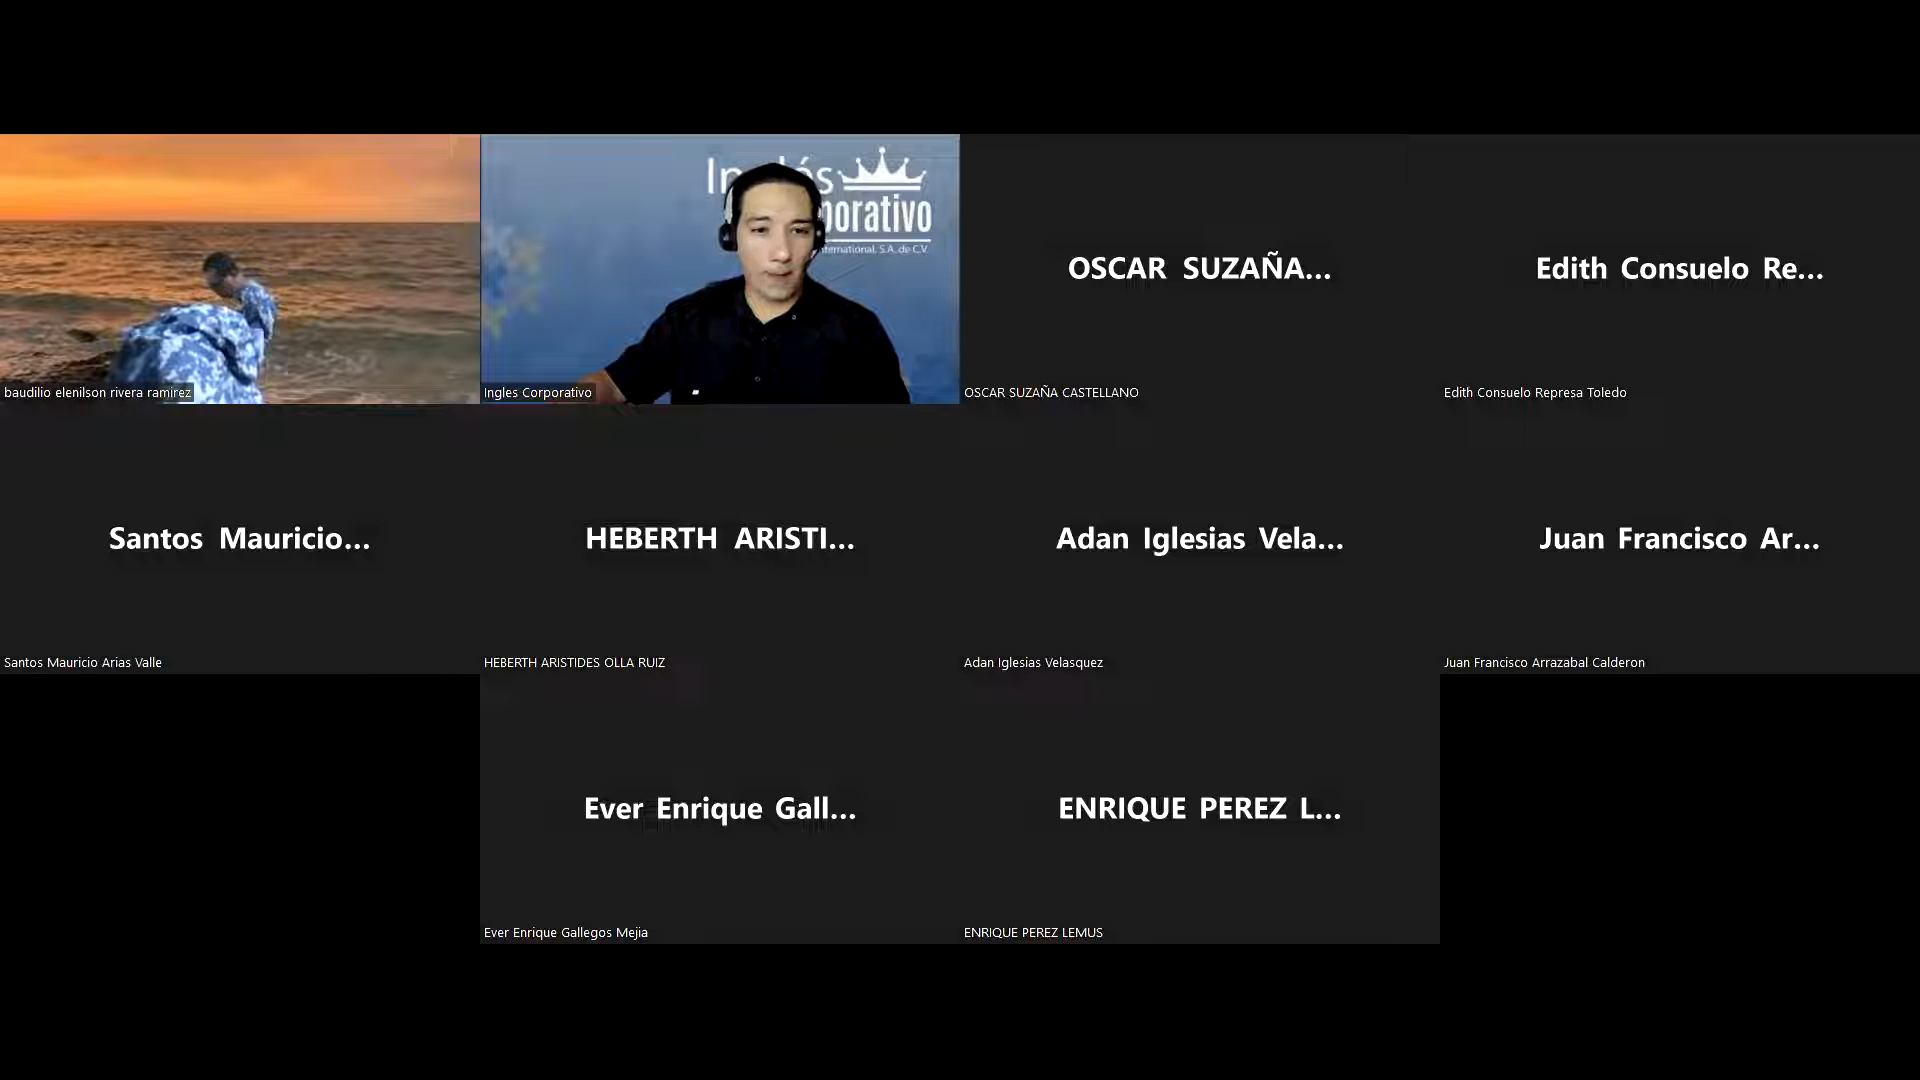 Inglés
porativo
International, S.A. de C.V.
OSCAR SUZAÑA...
Edith Consuelo Re...
baudilio elenilson rivera ramirez
Ingles Corporativo
OSCAR SUZAÑA CASTELLANO
Edith Consuelo Represa Toledo
Santos Mauricio...
HEBERTH ARISTI...
Adan Iglesias Vela...
Juan Francisco Ar...
Santos Mauricio Arias Valle
HEBERTH ARISTIDES OLLA RUIZ
Adan Iglesias Velasquez
Juan Francisco Arrazabal Calderon
Ever Enrique Gall...
ENRIQUE PEREZ L...
Ever Enrique Gallegos Mejia
ENRIQUE PEREZ LEMUS